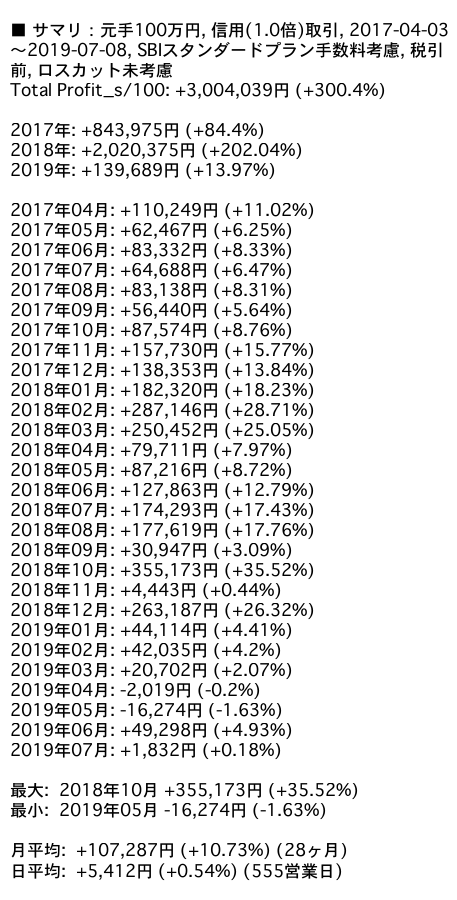 ■ サマリ：元手100万円, 信用(1.0倍)取引, 2017-04-03
～2019-07-08, SBIスタンダードプラン手数料考慮, 税引
前, ロスカット未考慮
Total Profit_s/100: +3,004,039円 (+300.4%)
2017年: +843,975円 (+84.4%)
2018年: +2,020,375円 (+202.04%)
2019年: +139,689円 (+13.97%)
2017年04月: +110,249円 (+11.02%)
2017年05月: +62,467円 (+6.25%)
2017年06月: +83,332円 (+8.33%)
2017年07月: +64,688円 (+6.47%)
2017年08月: +83,138円 (+8.31%)
2017年09月: +56,440円 (+5.64%)
2017年10月: +87,574円 (+8.76%)
2017年11月: +157,730円 (+15.77%)
2017年12月: +138,353円 (+13.84%)
2018年01月: +182,320円 (+18.23%)
2018年02月: +287,146円 (+28.71%)
2018年03月: +250,452円 (+25.05%)
2018年04月: +79,711円 (+7.97%)
2018年05月: +87,216円 (+8.72%)
2018年06月: +127,863円 (+12.79%)
2018年07月: +174,293円 (+17.43%)
2018年08月: +177,619円 (+17.76%)
2018年09月: +30,947円 (+3.09%)
2018年10月: +355,173円 (+35.52%)
2018年11月: +4,443円 (+0.44%)
2018年12月: +263,187円 (+26.32%)
2019年01月: +44,114円 (+4.41%)
2019年02月: +42,035円 (+4.2%)
2019年03月: +20,702円 (+2.07%)
2019年04月: -2,019円 (-0.2%)
2019年05月: -16,274円 (-1.63%)
2019年06月: +49,298円 (+4.93%)
2019年07月: +1,832円 (+0.18%)
最大: 2018年10月 +355,173円 (+35.52%)
最小: 2019年05月 -16,274円 (-1.63%)
月平均: +107,287円 (+10.73%) (28ヶ月)
日平均: +5,412円 (+0.54%) (555営業日)